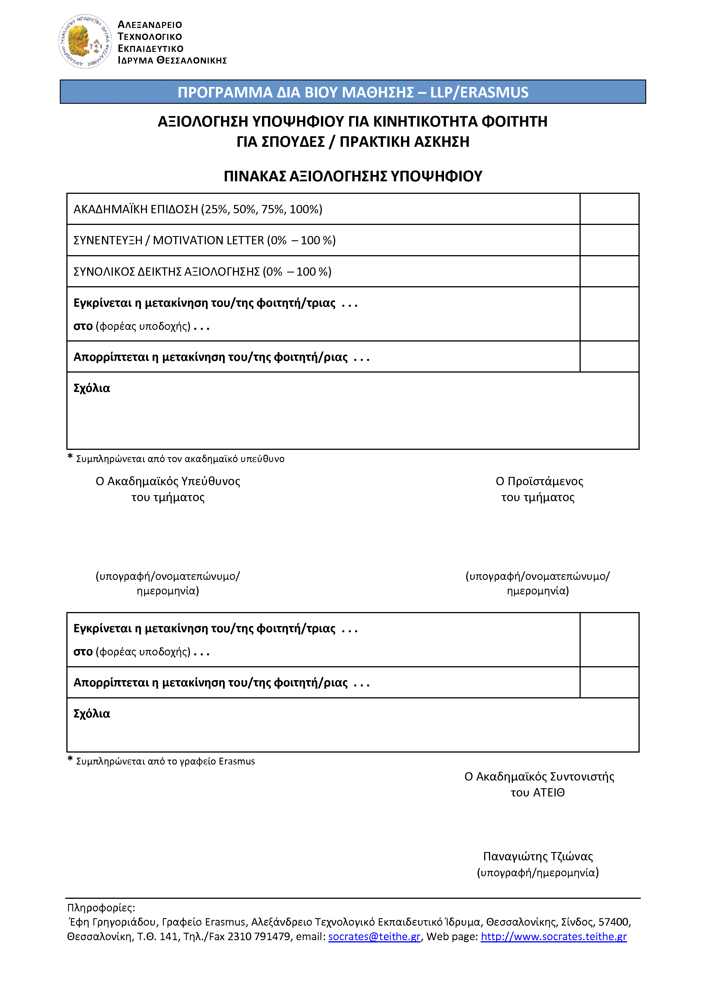 ΑΛΕΞΑΝΔΡΕΙΟ ΤΕΧΝΟΛΟΓΙΚΟ ΕΚΠΑΙΔΕΥΤΙΚΟ ΙΔΡΥΜΑ ΘΕΣΣΑΛΟΝΙΚΗΣ
ΑΤΕΙΘ
ΑΛΕΞΑΝΔΡΕΙΟ
ΤΕΧΝΟΛΟΓΙΚΟ
ΕΚΠΑΙΔΕΥΤΙΚΟ
ΙΔΡΥΜΑ ΘΕΣΣΑΛΟΝΙΚΗΣ
ΠΡΟΓΡΑΜΜΑ ΔΙΑ ΒΙΟΥ ΜΑΘΗΣΗΣ – LLP/ERASMUS
ΑΞΙΟΛΟΓΗΣΗ ΥΠΟΨΗΦΙΟΥ ΓΙΑ ΚΙΝΗΤΙΚΟΤΗΤΑ ΦΟΙΤΗΤΗ
ΓΙΑ ΣΠΟΥΔΕΣ / ΠΡΑΚΤΙΚΗ ΑΣΚΗΣΗ
ΠΙΝΑΚΑΣ ΑΞΙΟΛΟΓΗΣΗΣ ΥΠΟΨΗΦΙΟΥ
ΑΚΑΔΗΜΑΪΚΗ ΕΠΙΔΟΣΗ (25%, 50%, 75%, 100%)
ΣΥΝΕΝΤΕΥΞΗ / MOTIVATION LETTER (0% – 100 %)
ΣΥΝΟΛΙΚΟΣ ΔΕΙΚΤΗΣ ΑΞΙΟΛΟΓΗΣΗΣ (0% – 100 %)
Εγκρίνεται η μετακίνηση του/της φοιτητή/τριας . . .
στο (φορέας υποδοχής) . . .
Απορρίπτεται η μετακίνηση του/της φοιτητή/ριας . . .
Σχόλια
* Συμπληρώνεται από τον ακαδημαϊκό υπεύθυνο
Ο Ακαδημαϊκός Υπεύθυνος
του τμήματος
Ο Προϊστάμενος
του τμήματος
(υπογραφή/ονοματεπώνυμο/
ημερομηνία)
(υπογραφή/ονοματεπώνυμο/
ημερομηνία)
Εγκρίνεται η μετακίνηση του/της φοιτητή/τριας . . .
στο (φορέας υποδοχής) . . .
Απορρίπτεται η μετακίνηση του/της φοιτητή/ριας . . .
Σχόλια
* Συμπληρώνεται από το γραφείο Erasmus
Ο Ακαδημαϊκός Συντονιστής
του ΑΤΕΙΘ
Παναγιώτης Τζιώνας
(υπογραφή/ημερομηνία)
Πληροφορίες:
Έφη Γρηγοριάδου, Γραφείο Erasmus, Αλεξάνδρειο Τεχνολογικό Εκπαιδευτικό Ίδρυμα, Θεσσαλονίκης, Σίνδος, 57400,
Θεσσαλονίκη, Τ.Θ. 141, Τηλ./Fax 2310 791479, email: socrates@teithe.gr, Web page: http://www.socrates.teithe.gr